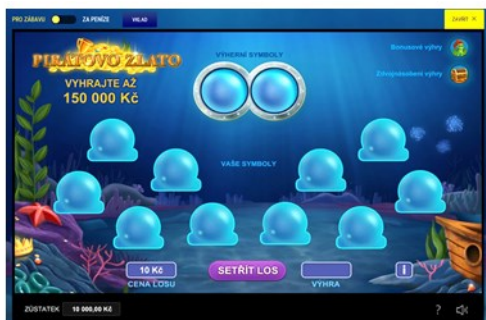 PRO ZÁBAVU ZA PENÍZE VKLAD ZAVŘÍT ×
PIRÁTOVO ZLATO
VYHRAJTE AŽ
150 000 Kč
VÝHERNÍ SYMBOLY
Bonusové výhry
Zdvojnásobení výhry
VAŠE SYMBOLY
10 Kč
CENA LOSU
SETŘÍT LOS
VÝHRA
i
ZŮSTATEK 10 000,00 Kč ?